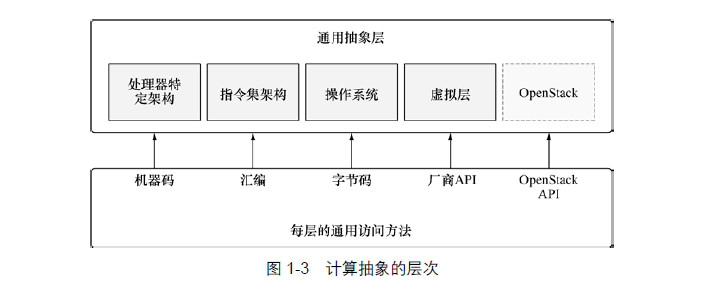 通用抽象层
处理器特
定架构
指令集架构
操作系统
虚拟层
OpenStack
机器码
汇编
字节码
厂商API
OpenStack
API
每层的通用访问方法
图 1-3 计算抽象的层次